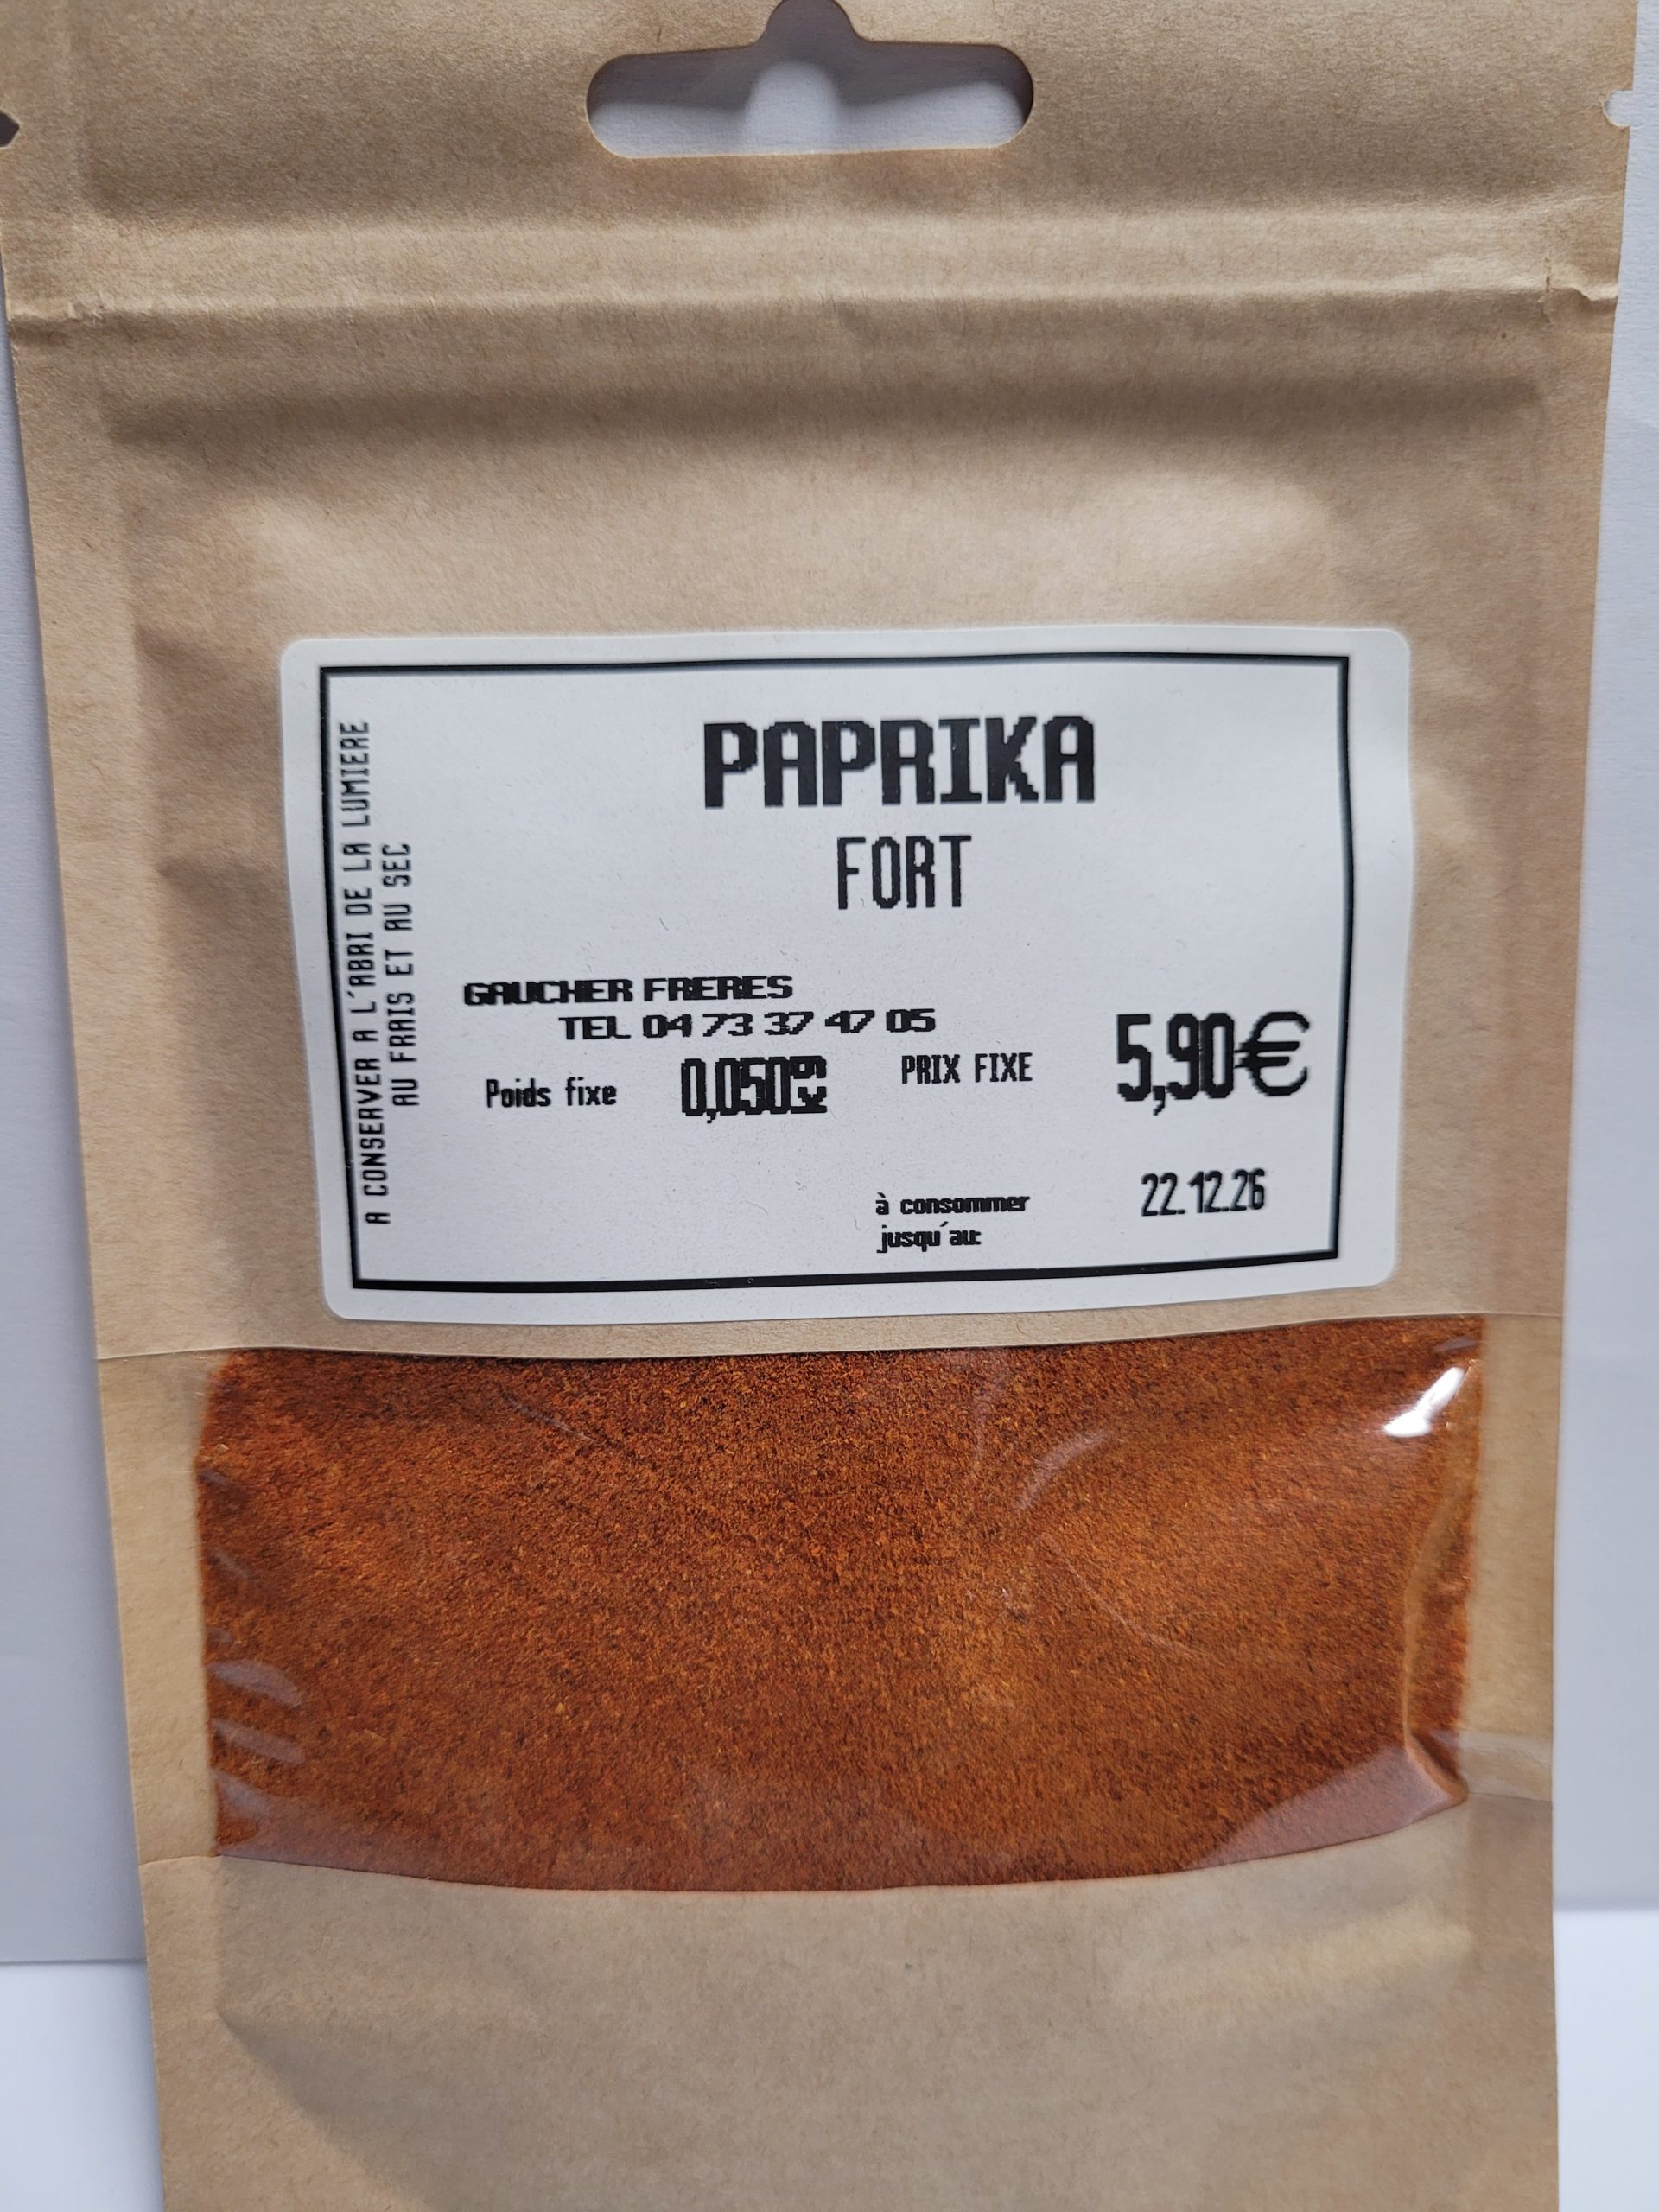 A CONSERVER A L'ABRI DE LA LUMIERE
AU FRAIS ET AU SEC
PAPRIKA
FORT
GAUCHER FRERES
TEL 04 73 37 47 05
Poids fixe 0,050kg PRIX FIXE 5,90€
à consommer 22.12.26
jusqu'au: